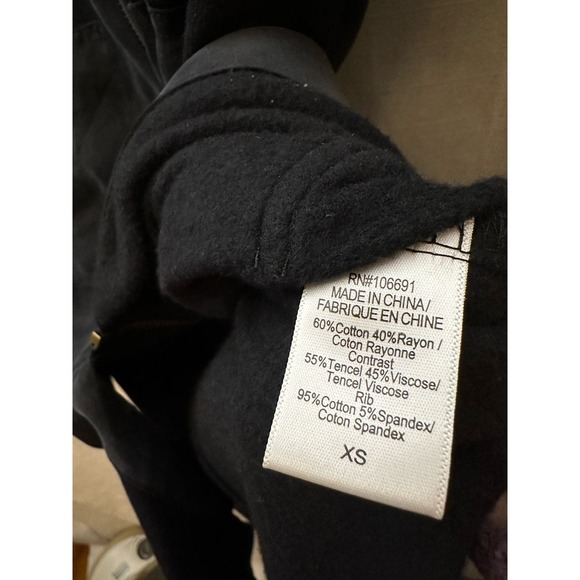 RN#106691
MADE IN CHINA/
FABRIQUE EN CHINE
60%Cotton 40%Rayon /
Coton Rayonne
Contrast
55%Tencel 45%Viscose/
Tencel Viscose
Rib
95%Cotton 5%Spandex/
Coton Spandex
XS